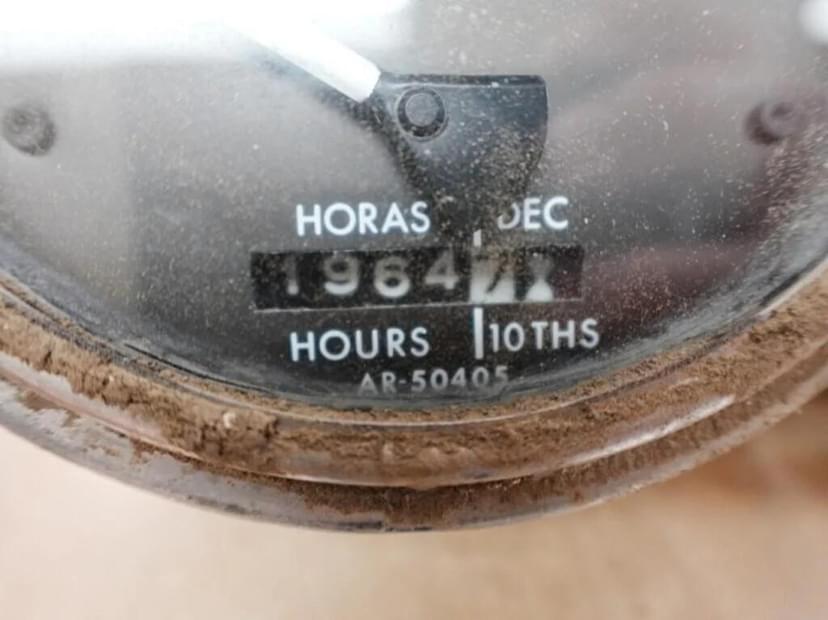 HORAS DEC
1964
HOURS 10THS
AR-50405